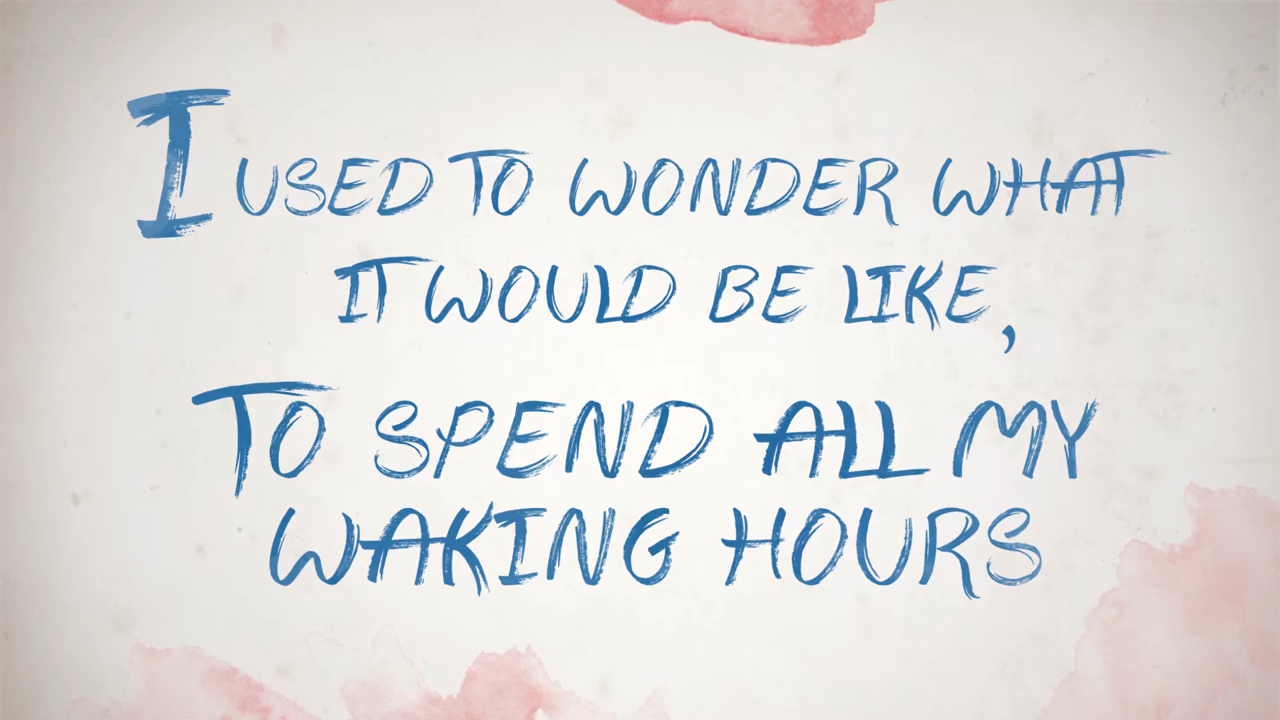 I USED TO WONDER WHAT
IT WOULD BE LIKE,
TO SPEND ALL MY
WAKING HOURS